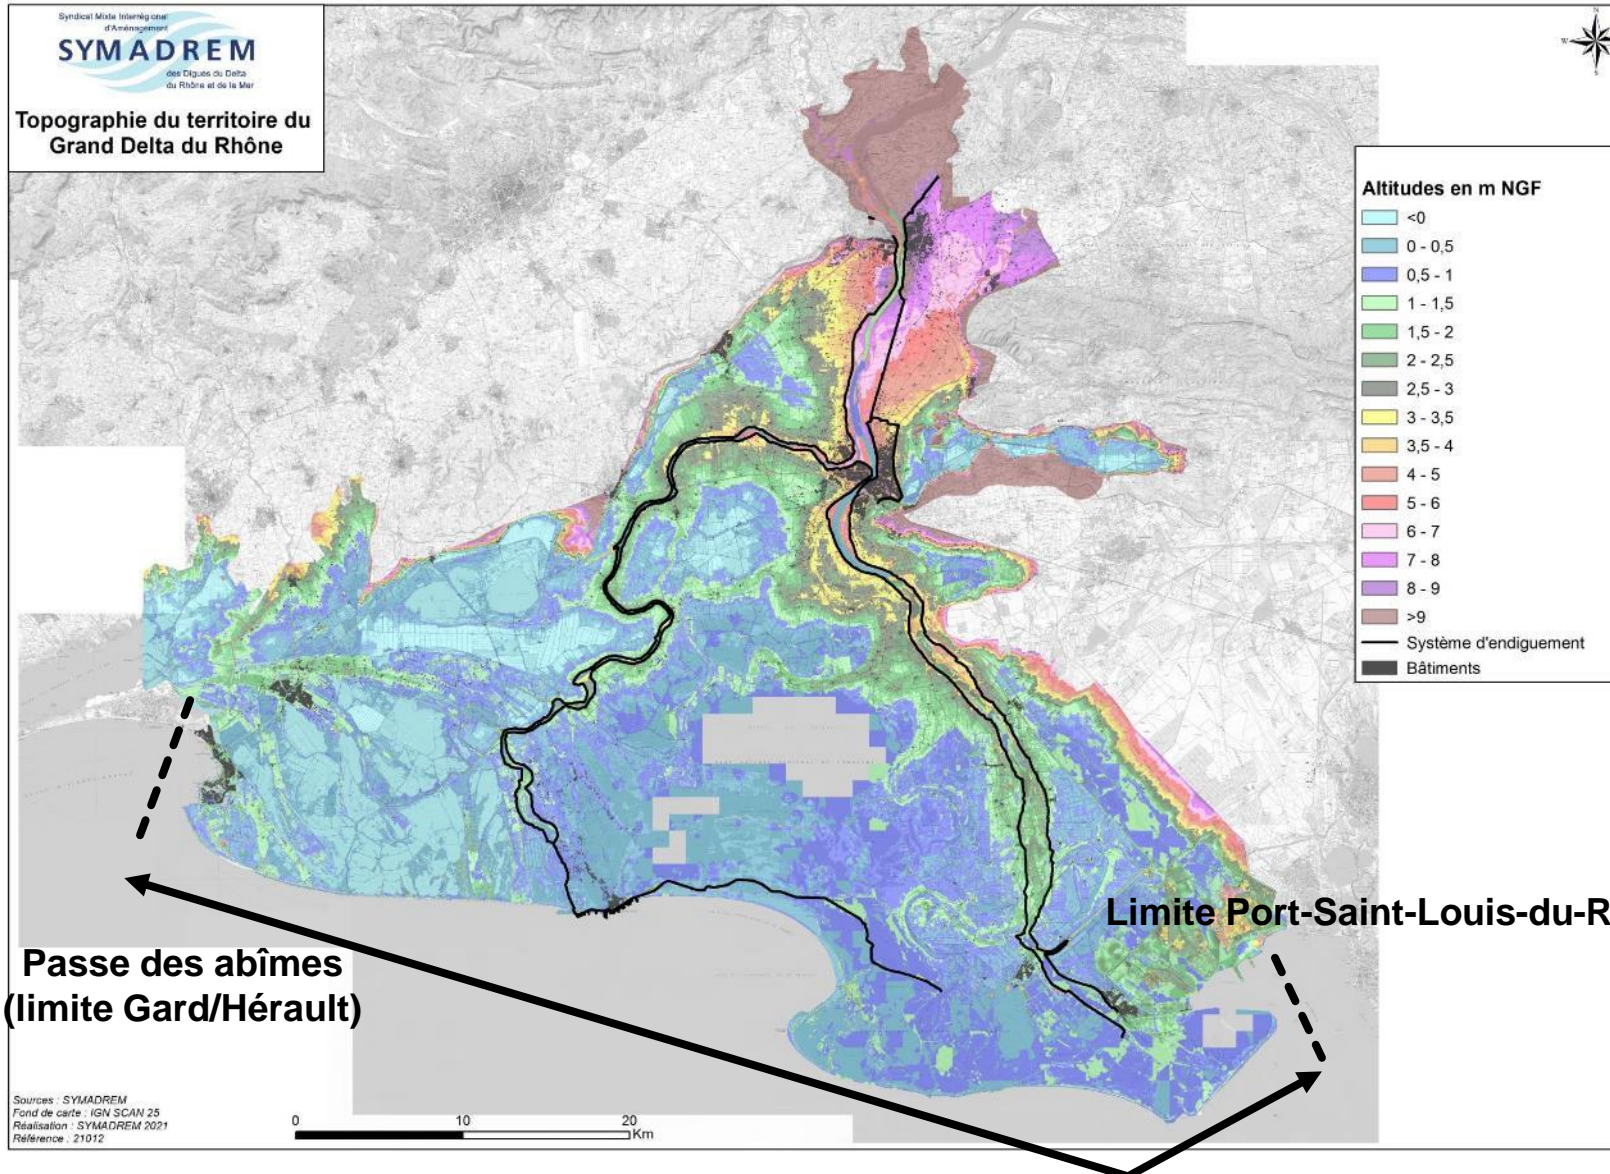 Syndicat Mixte Interrégional
d'Aménagement
SYMADREM
des Digues du Delta
du Rhône et de la Mer
Topographie du territoire du
Grand Delta du Rhône
N
W
S
Altitudes en m NGF
<0
0 - 0,5
0,5 - 1
1 - 1,5
1,5 - 2
2 - 2,5
2,5 - 3
3 - 3,5
3,5 - 4
4 - 5
5 - 6
6 - 7
7 - 8
8 - 9
>9
Système d'endiguement
Bâtiments
Limite Port-Saint-Louis-du-R
Passe des abîmes
(limite Gard/Hérault)
Sources : SYMADREM
Fond de carte : IGN SCAN 25
Réalisation : SYMADREM 2021
Référence : 21012
0 10 20
Km